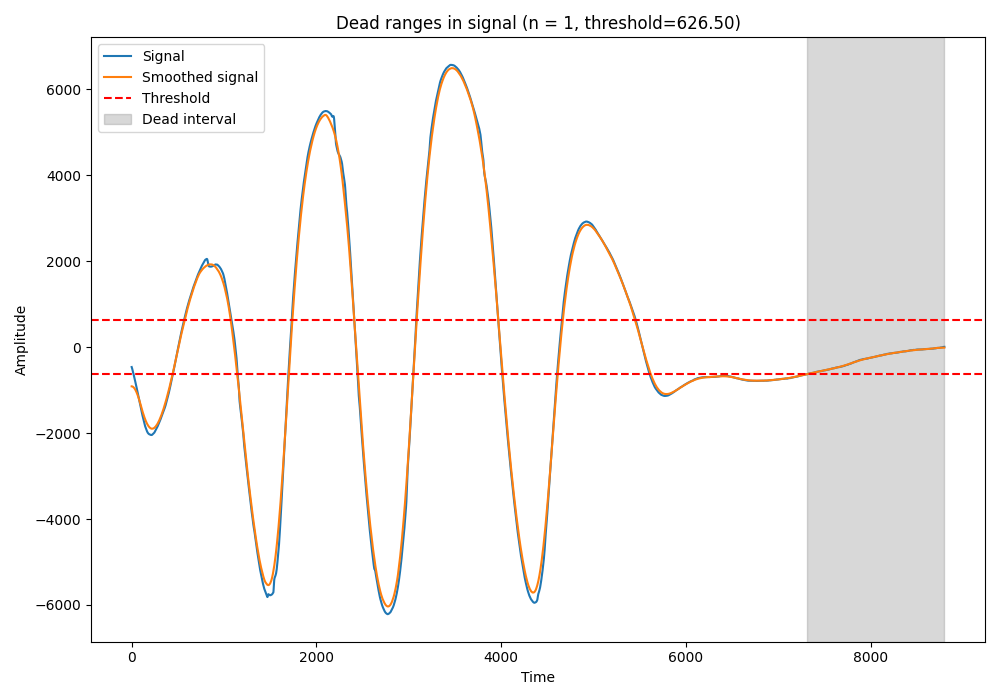 Dead ranges in signal (n = 1, threshold=626.50)
Signal
Smoothed signal
Threshold
Dead interval
Amplitude
6000
4000
2000
0
−2000
−4000
−6000
0 2000 4000 6000 8000
Time